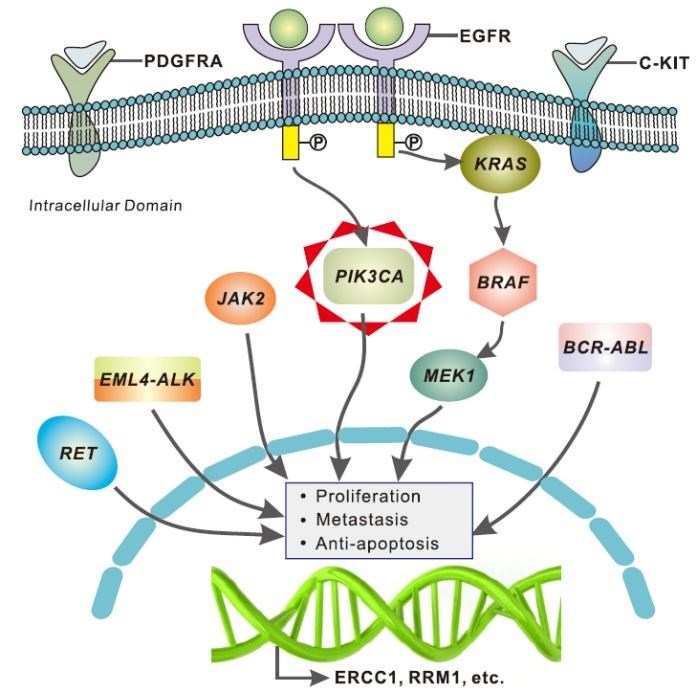 EGFR
PDGFRA
C-KIT
P
P
KRAS
Intracellular Domain
PIK3CA
BRAF
JAK2
BCR-ABL
EML4-ALK
MEK1
RET
• Proliferation
• Metastasis
• Anti-apoptosis
ERCC1, RRM1, etc.